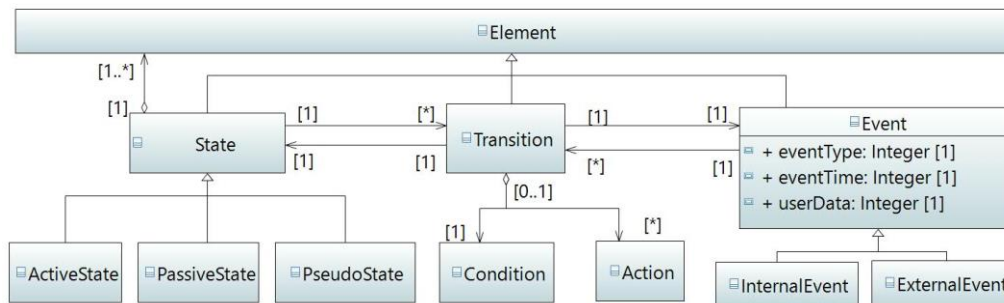 Element
[1..*]
[1]
[1]
[*]
[1]
[1]
State
Transition
Event
[1]
[1]
[*]
[1]
+ eventType: Integer [1]
+ eventTime: Integer [1]
+ userData: Integer [1]
[0..1]
[1]
[*]
ActiveState
PassiveState
PseudoState
Condition
Action
InternalEvent
ExternalEvent